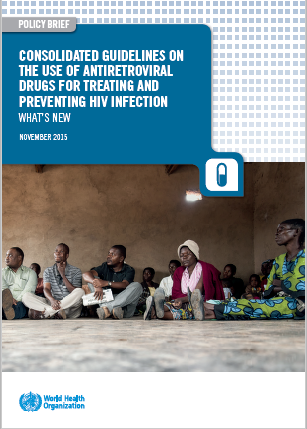 POLICY BRIEF
CONSOLIDATED GUIDELINES ON
THE USE OF ANTIRETROVIRAL
DRUGS FOR TREATING AND
PREVENTING HIV INFECTION
WHAT'S NEW
NOVEMBER 2015
World Health
Organization